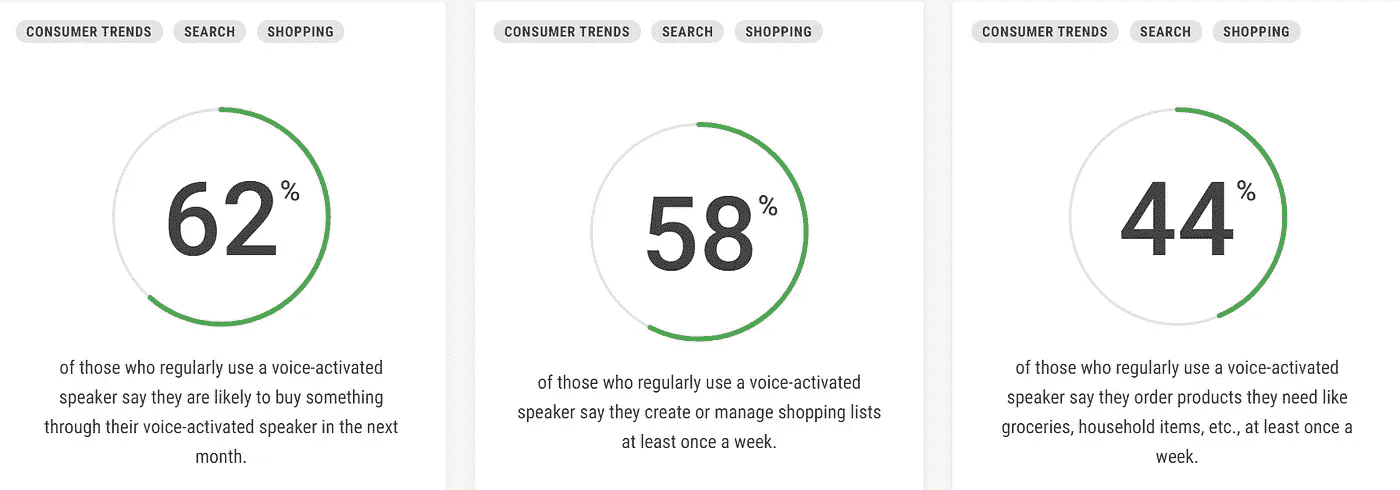 CONSUMER TRENDS SEARCH SHOPPING
62%
of those who regularly use a voice-activated
speaker say they are likely to buy something
through their voice-activated speaker in the next
month.
CONSUMER TRENDS SEARCH SHOPPING
58%
of those who regularly use a voice-activated
speaker say they create or manage shopping lists
at least once a week.
CONSUMER TRENDS SEARCH SHOPPING
44%
of those who regularly use a voice-activated
speaker say they order products they need like
groceries, household items, etc., at least once a
week.